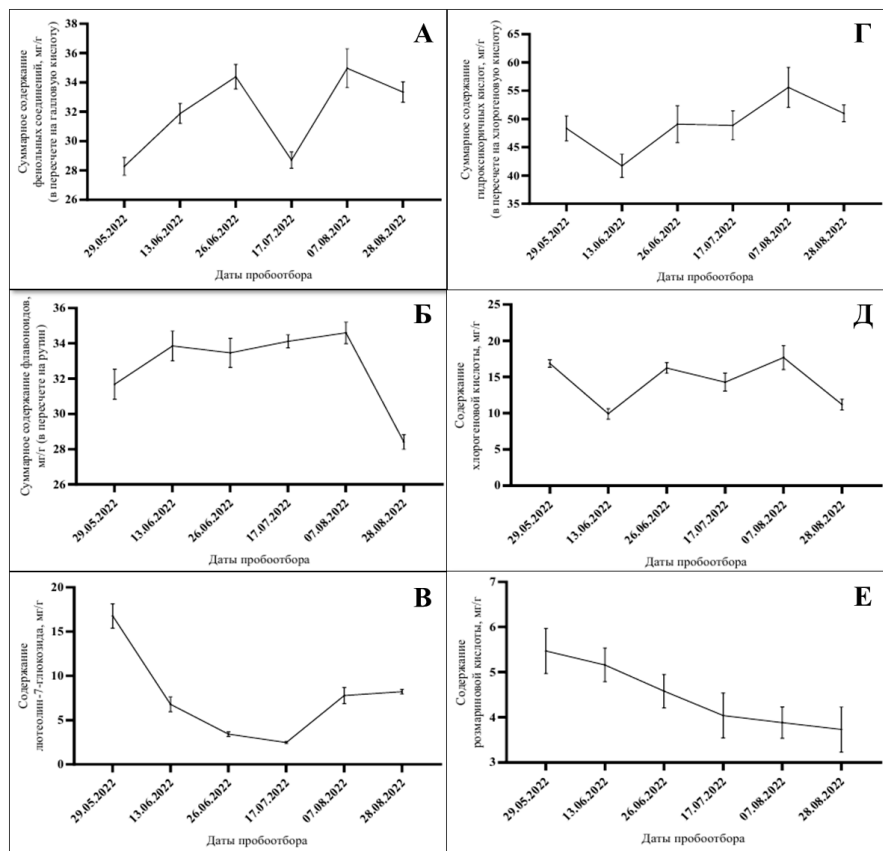 А
Суммарное содержание
фенольных соединений, мг/г
(в пересчете на галловую кислоту)
38
36
34
32
30
28
26
29.05.2022
13.06.2022
26.06.2022
17.07.2022
07.08.2022
28.08.2022
Даты пробоотбора
Г
Суммарное содержание
гидроксикоричных кислот, мг/г
(в пересчете на хлорогеновую кислоту)
65
60
55
50
45
40
35
29.05.2022
13.06.2022
26.06.2022
17.07.2022
07.08.2022
28.08.2022
Даты пробоотбора
Б
Суммарное содержание флавоноидов,
мг/г (в пересчете на рутин)
36
34
32
30
28
26
29.05.2022
13.06.2022
26.06.2022
17.07.2022
07.08.2022
28.08.2022
Даты пробоотбора
Д
Содержание
хлорогеновой кислоты, мг/г
25
20
15
10
5
0
29.05.2022
13.06.2022
26.06.2022
17.07.2022
07.08.2022
28.08.2022
Даты пробоотбора
В
Содержание
лютеолин-7-глюкозида, мг/г
20
15
10
5
0
29.05.2022
13.06.2022
26.06.2022
17.07.2022
07.08.2022
28.08.2022
Даты пробоотбора
Е
Содержание
розмариновой кислоты, мг/г
7
6
5
4
3
29.05.2022
13.06.2022
26.06.2022
17.07.2022
07.08.2022
28.08.2022
Даты пробоотбора